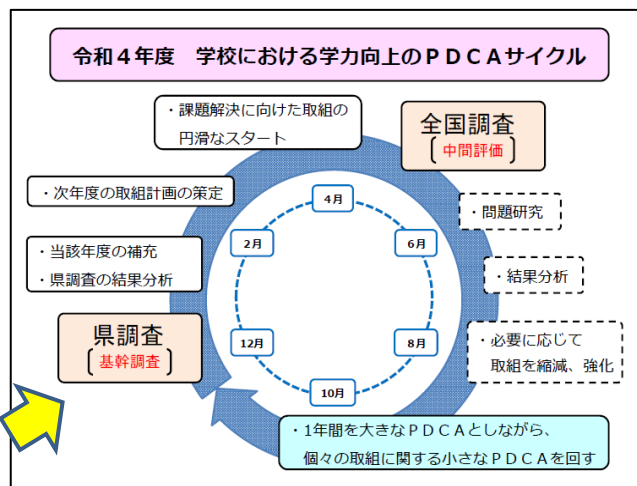 令和４年度　学校における学力向上のＰＤＣＡサイクル
・課題解決に向けた取組の
円滑なスタート
全国調査
〔中間評価〕
・次年度の取組計画の策定
4月
・問題研究
2月
6月
・当該年度の補充
・県調査の結果分析
・結果分析
県調査
〔基幹調査〕
12月
8月
・必要に応じて
取組を縮減、強化
10月
・1年間を大きなＰＤＣＡとしながら、
個々の取組に関する小さなＰＤＣＡを回す